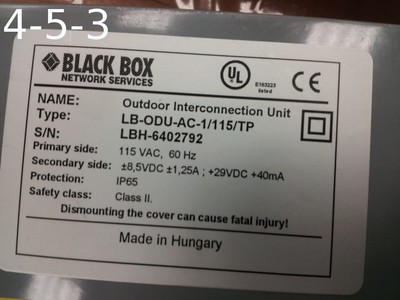 4-5-3
BLACK BOX
NETWORK SERVICES
UL
E163223
listed
CE
NAME: Outdoor Interconnection Unit
Type: LB-ODU-AC-1/115/TP
S/N: LBH-6402792
Primary side: 115 VAC, 60 Hz
Secondary side: ±8,5VDC ±1,25A ; +29VDC +40mA
Protection: IP65
Safety class: Class II.
Dismounting the cover can cause fatal injury!
Made in Hungary